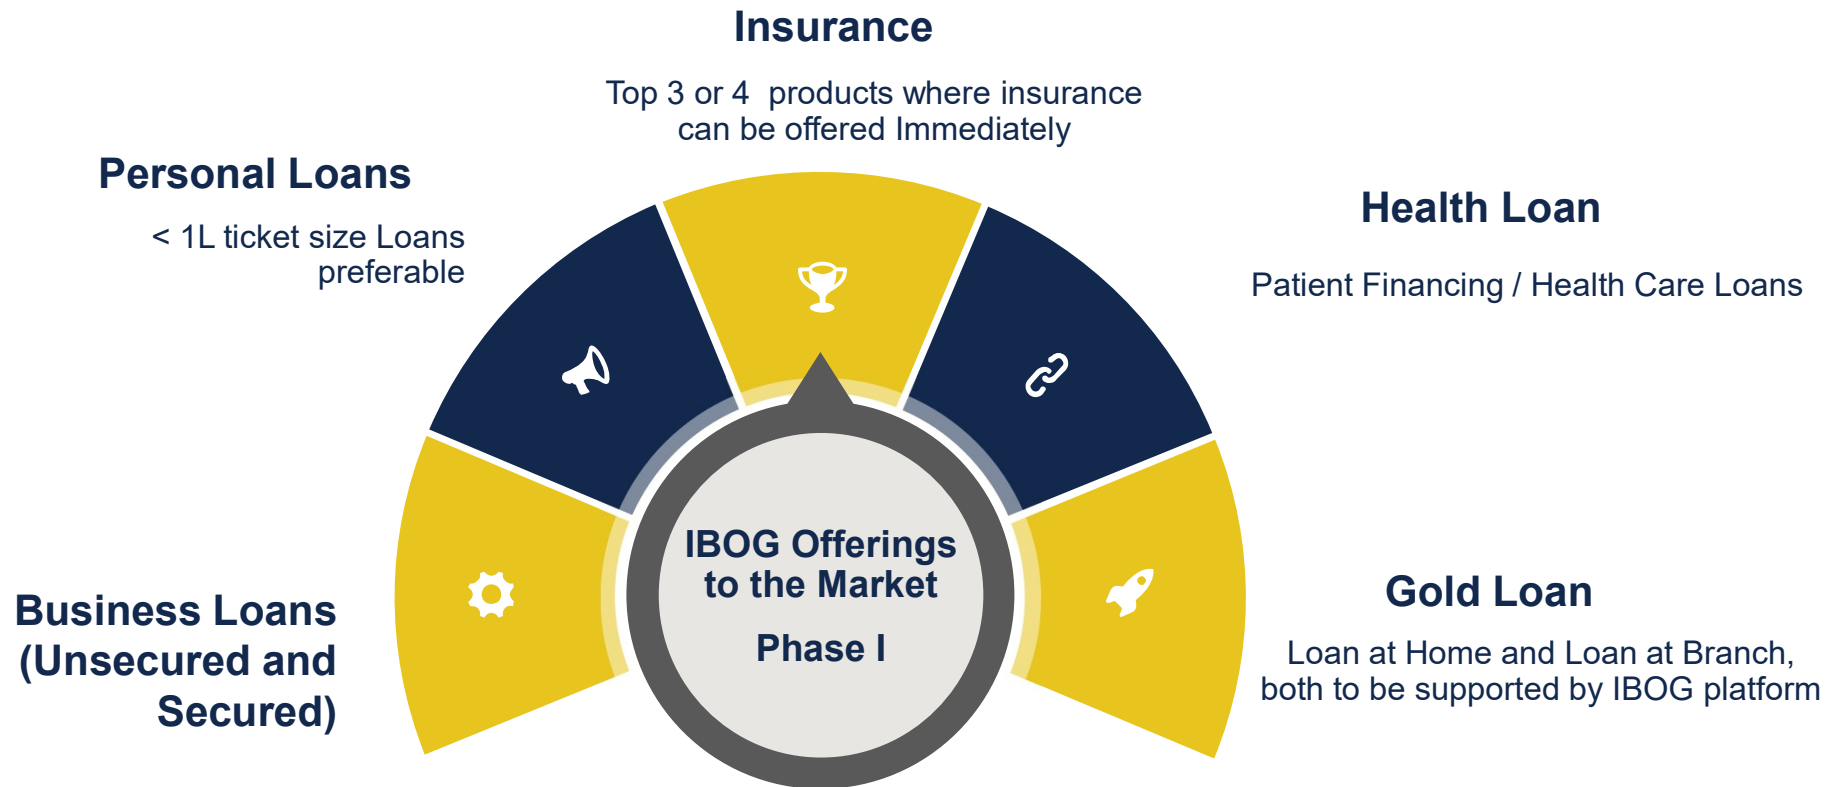 Insurance
Top 3 or 4  products where insurance
can be offered Immediately
Personal Loans
< 1L ticket size Loans
preferable
Health Loan
Patient Financing / Health Care Loans
IBOG Offerings
to the Market
Phase I
Business Loans
(Unsecured and
Secured)
Gold Loan
Loan at Home and Loan at Branch,
both to be supported by IBOG platform